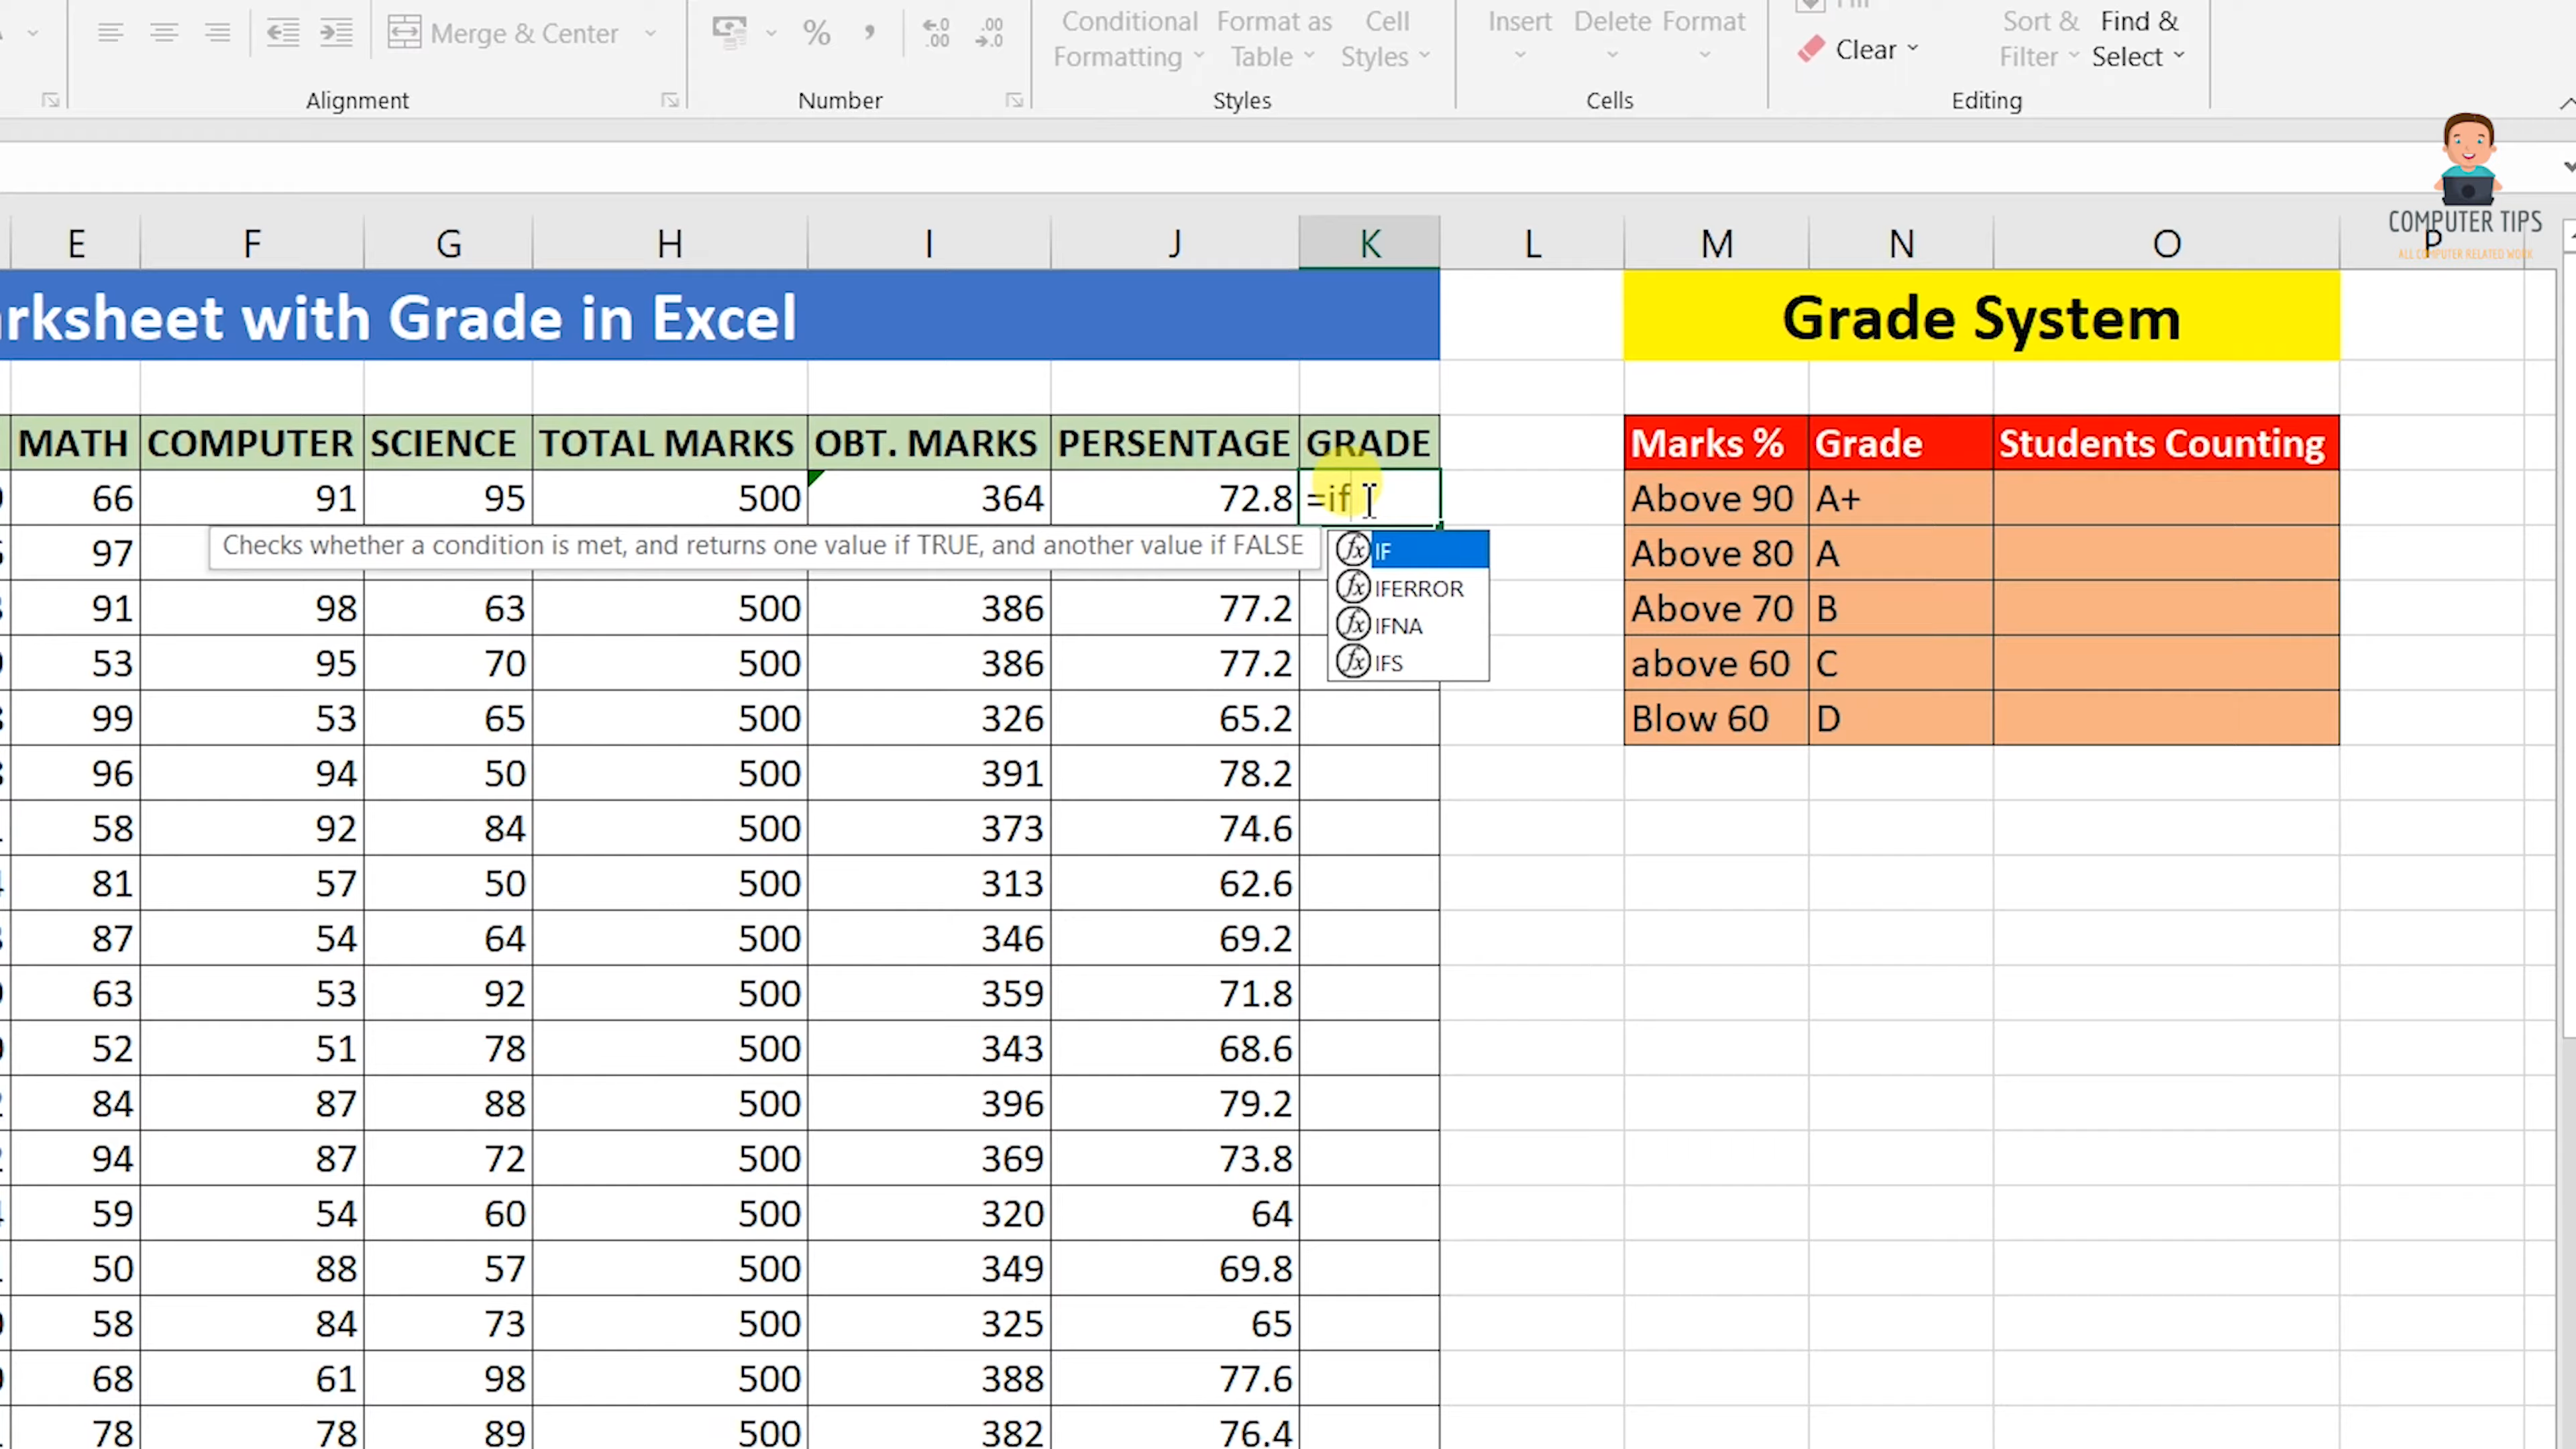 Merge & Center
%
Conditional Formatting
Format as Table
Cell Styles
Insert
Delete
Format
Clear
Sort & Filter
Find & Select
Alignment
Number
Styles
Cells
Editing
COMPUTER TIPS
ALL COMPUTER RELATED WORK
E F G H I J K L M N O P
rksheet with Grade in Excel
Grade System
MATH COMPUTER SCIENCE TOTAL MARKS OBT. MARKS PERSENTAGE GRADE
66 91 95 500 364 72.8 =if
Checks whether a condition is met, and returns one value if TRUE, and another value if FALSE
IF
IFERROR
IFNA
IFS
97
91 98 63 500 386 77.2
53 95 70 500 386 77.2
99 53 65 500 326 65.2
96 94 50 500 391 78.2
58 92 84 500 373 74.6
81 57 50 500 313 62.6
87 54 64 500 346 69.2
63 53 92 500 359 71.8
52 51 78 500 343 68.6
84 87 88 500 396 79.2
94 87 72 500 369 73.8
59 54 60 500 320 64
50 88 57 500 349 69.8
58 84 73 500 325 65
68 61 98 500 388 77.6
78 78 89 500 382 76.4
Marks % Grade Students Counting
Above 90 A+
Above 80 A
Above 70 B
above 60 C
Blow 60 D